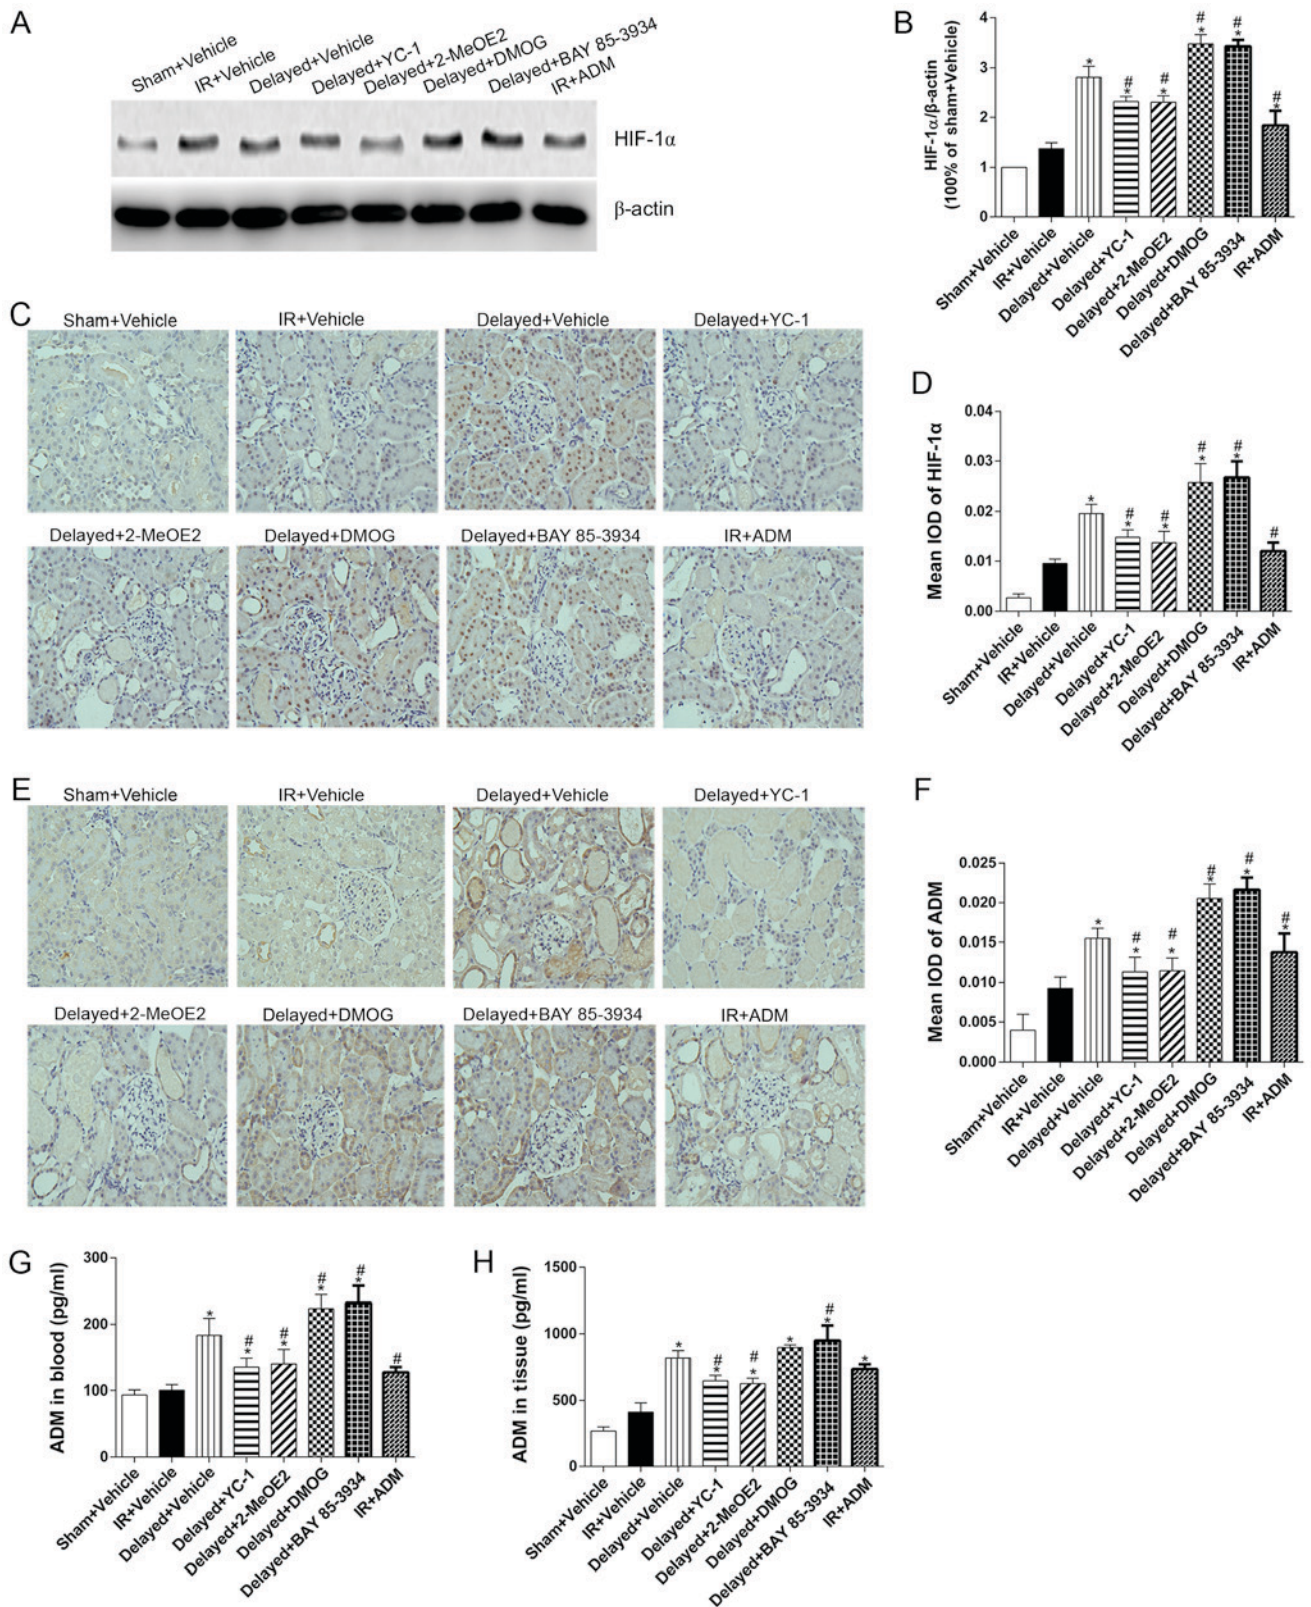 A
Sham+Vehicle
IR+Vehicle
Delayed+Vehicle
Delayed+YC-1
Delayed+2-MeOE2
Delayed+DMOG
Delayed+BAY 85-3934
IR+ADM
HIF-1α
β-actin
B
HIF-1α/β-actin
(100% of sham+Vehicle)
4
3
2
1
0
*
#
*
#
*
#
*
#
*
#
*
Sham+Vehicle
IR+Vehicle
Delayed+Vehicle
Delayed+YC-1
Delayed+2-MeOE2
Delayed+DMOG
Delayed+BAY 85-3934
IR+ADM
C
Sham+Vehicle IR+Vehicle Delayed+Vehicle Delayed+YC-1
Delayed+2-MeOE2 Delayed+DMOG Delayed+BAY 85-3934 IR+ADM
D
Mean IOD of HIF-1α
0.04
0.03
0.02
0.01
0.00
*
#
*
#
*
#
*
#
*
#
Sham+Vehicle
IR+Vehicle
Delayed+Vehicle
Delayed+YC-1
Delayed+2-MeOE2
Delayed+DMOG
Delayed+BAY 85-3934
IR+ADM
E
Sham+Vehicle IR+Vehicle Delayed+Vehicle Delayed+YC-1
Delayed+2-MeOE2 Delayed+DMOG Delayed+BAY 85-3934 IR+ADM
F
Mean IOD of ADM
0.025
0.020
0.015
0.010
0.005
0.000
*
#
*
#
*
#
*
#
*
#
*
Sham+Vehicle
IR+Vehicle
Delayed+Vehicle
Delayed+YC-1
Delayed+2-MeOE2
Delayed+DMOG
Delayed+BAY 85-3934
IR+ADM
G
ADM in blood (pg/ml)
300
200
100
0
*
#
*
#
*
#
*
#
*
#
Sham+Vehicle
IR+Vehicle
Delayed+Vehicle
Delayed+YC-1
Delayed+2-MeOE2
Delayed+DMOG
Delayed+BAY 85-3934
IR+ADM
H
ADM in tissue (pg/ml)
1500
1000
500
0
*
#
*
#
*
*
#
*
*
Sham+Vehicle
IR+Vehicle
Delayed+Vehicle
Delayed+YC-1
Delayed+2-MeOE2
Delayed+DMOG
Delayed+BAY 85-3934
IR+ADM